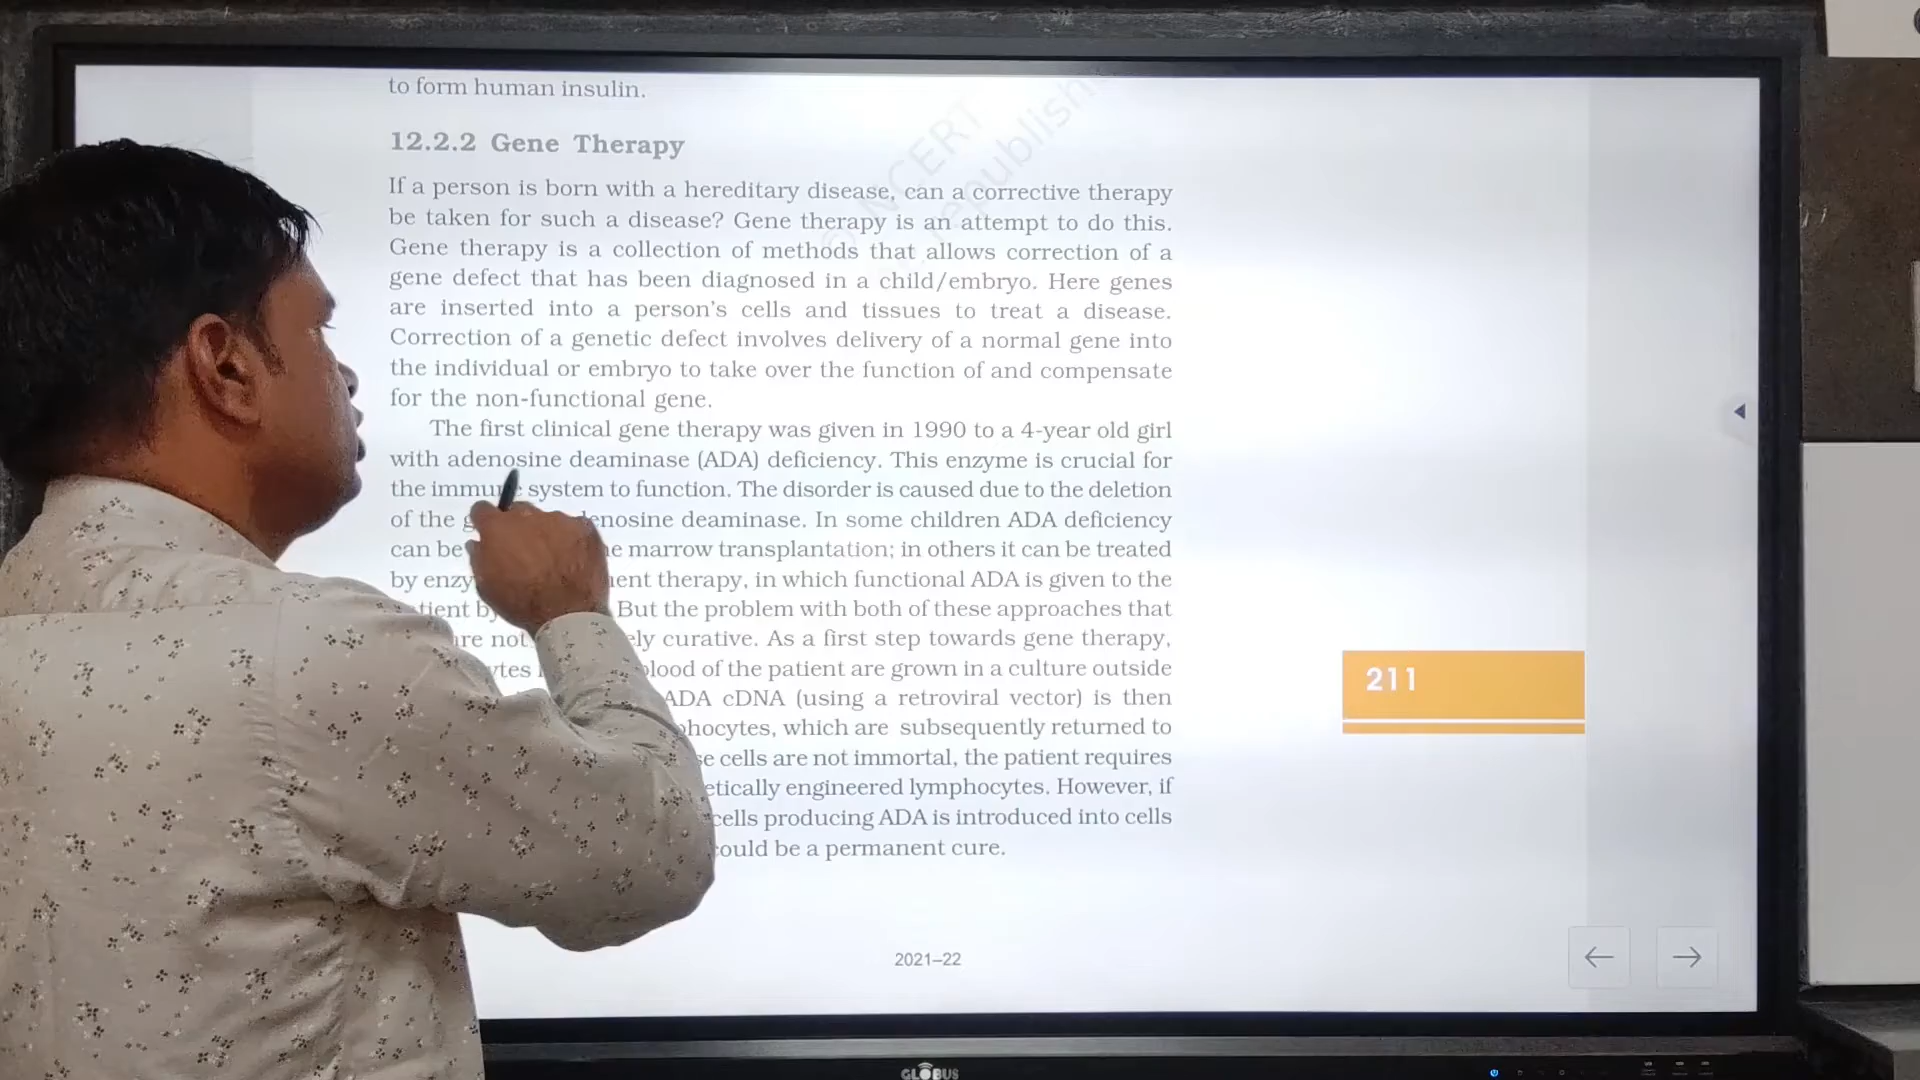 to form human insulin.
12.2.2 Gene Therapy
If a person is born with a hereditary disease, can a corrective therapy
be taken for such a disease? Gene therapy is an attempt to do this.
Gene therapy is a collection of methods that allows correction of a
gene defect that has been diagnosed in a child/embryo. Here genes
are inserted into a person's cells and tissues to treat a disease.
Correction of a genetic defect involves delivery of a normal gene into
the individual or embryo to take over the function of and compensate
for the non-functional gene.
The first clinical gene therapy was given in 1990 to a 4-year old girl
with adenosine deaminase (ADA) deficiency. This enzyme is crucial for
the immune system to function. The disorder is caused due to the deletion
of the deaminase. In some children ADA deficiency
can be marrow transplantation; in others it can be treated
by therapy, in which functional ADA is given to the
But the problem with both of these approaches that
not curative. As a first step towards gene therapy,
of the patient are grown in a culture outside
ADA cDNA (using a retroviral vector) is then
which are subsequently returned to
cells are not immortal, the patient requires
engineered lymphocytes. However, if
cells producing ADA is introduced into cells
could be a permanent cure.
211
2021–22
© NCERT
GLOBUS